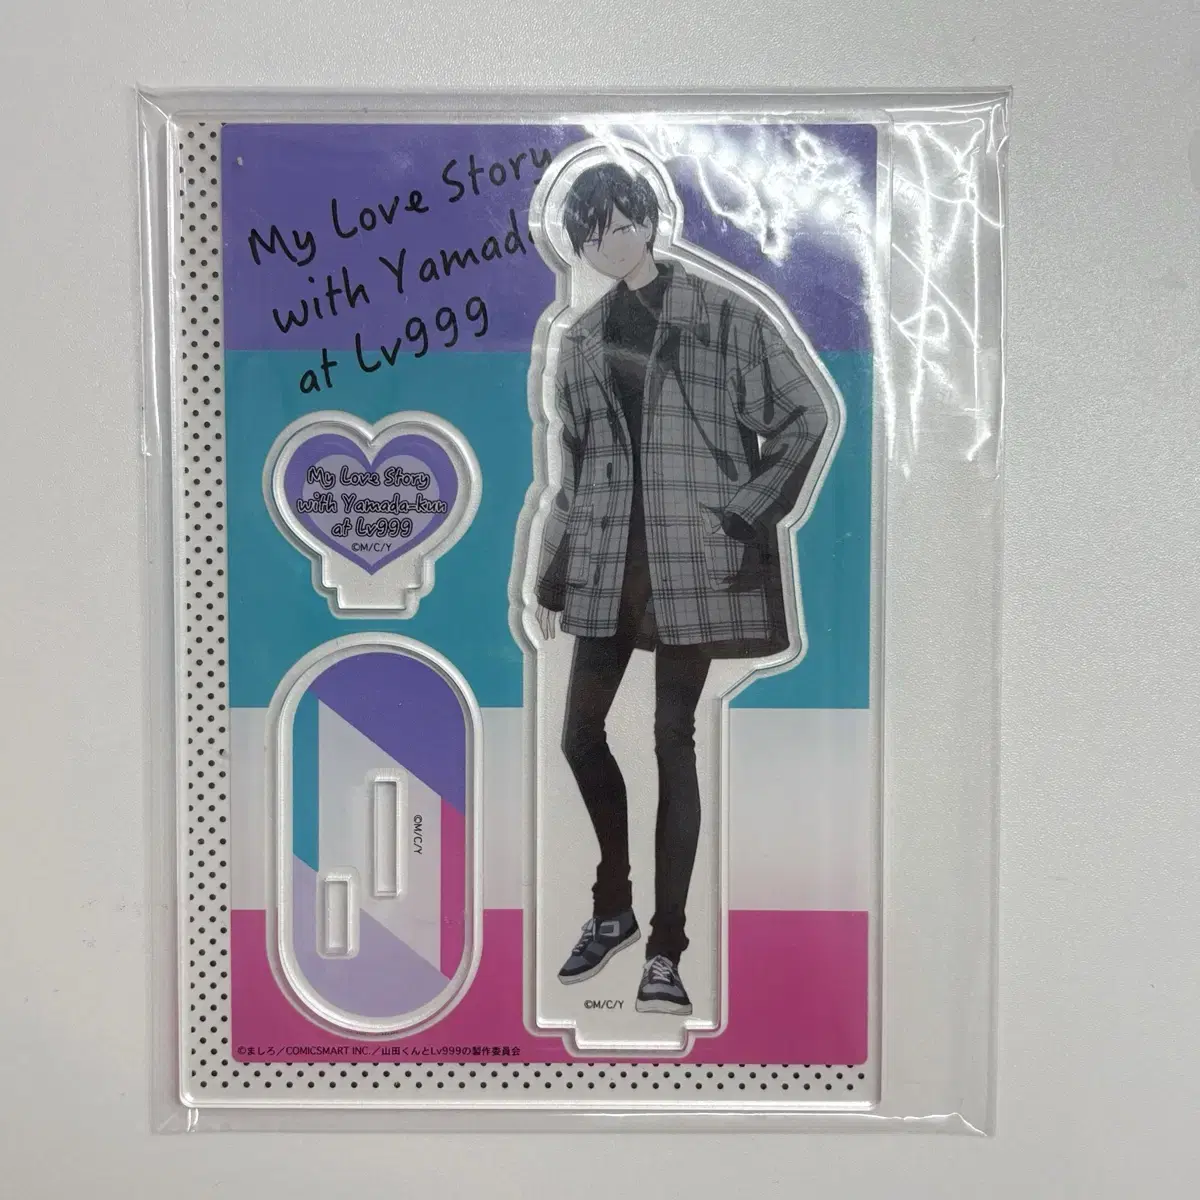 My Love Story
with Yamad
at Lv999
My Love Story
with Yamada-kun
at Lv999
©M/C/Y
©M/C/Y
©M/C/Y
©ましろ／COMICSMART INC.／山田くんとLv999の製作委員会